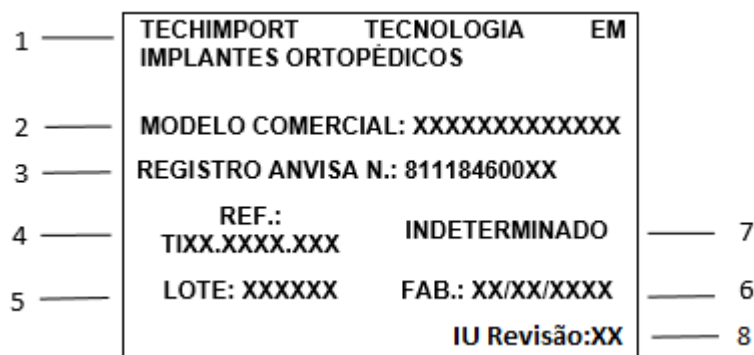 1 TECHIMPORT TECNOLOGIA EM
IMPLANTES ORTOPÉDICOS
2 MODELO COMERCIAL: XXXXXXXXXXXXX
3 REGISTRO ANVISA N.: 811184600XX
REF.:
4 TIXX.XXXX.XXX INDETERMINADO 7
5 LOTE: XXXXXX FAB.: XX/XX/XXXX 6
IU Revisão:XX 8